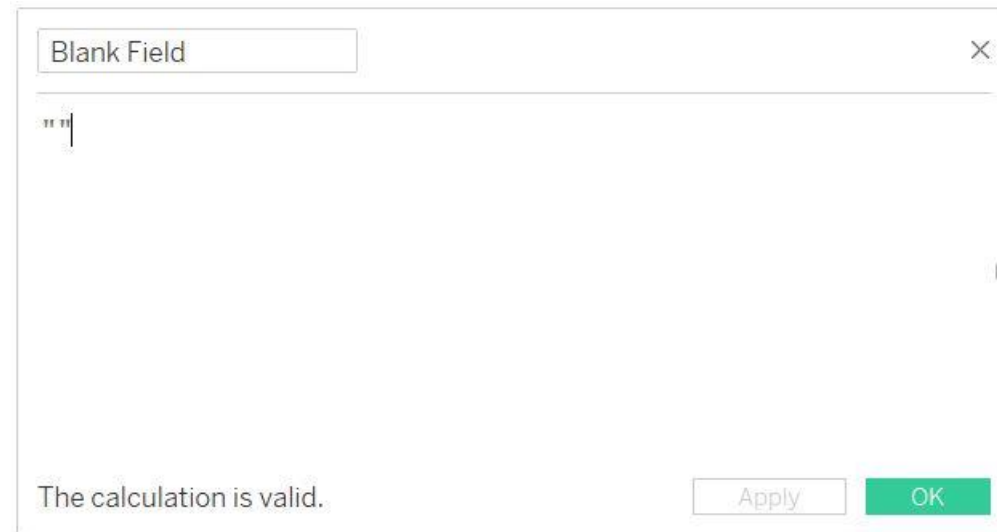 Blank Field
""
The calculation is valid.
Apply
OK